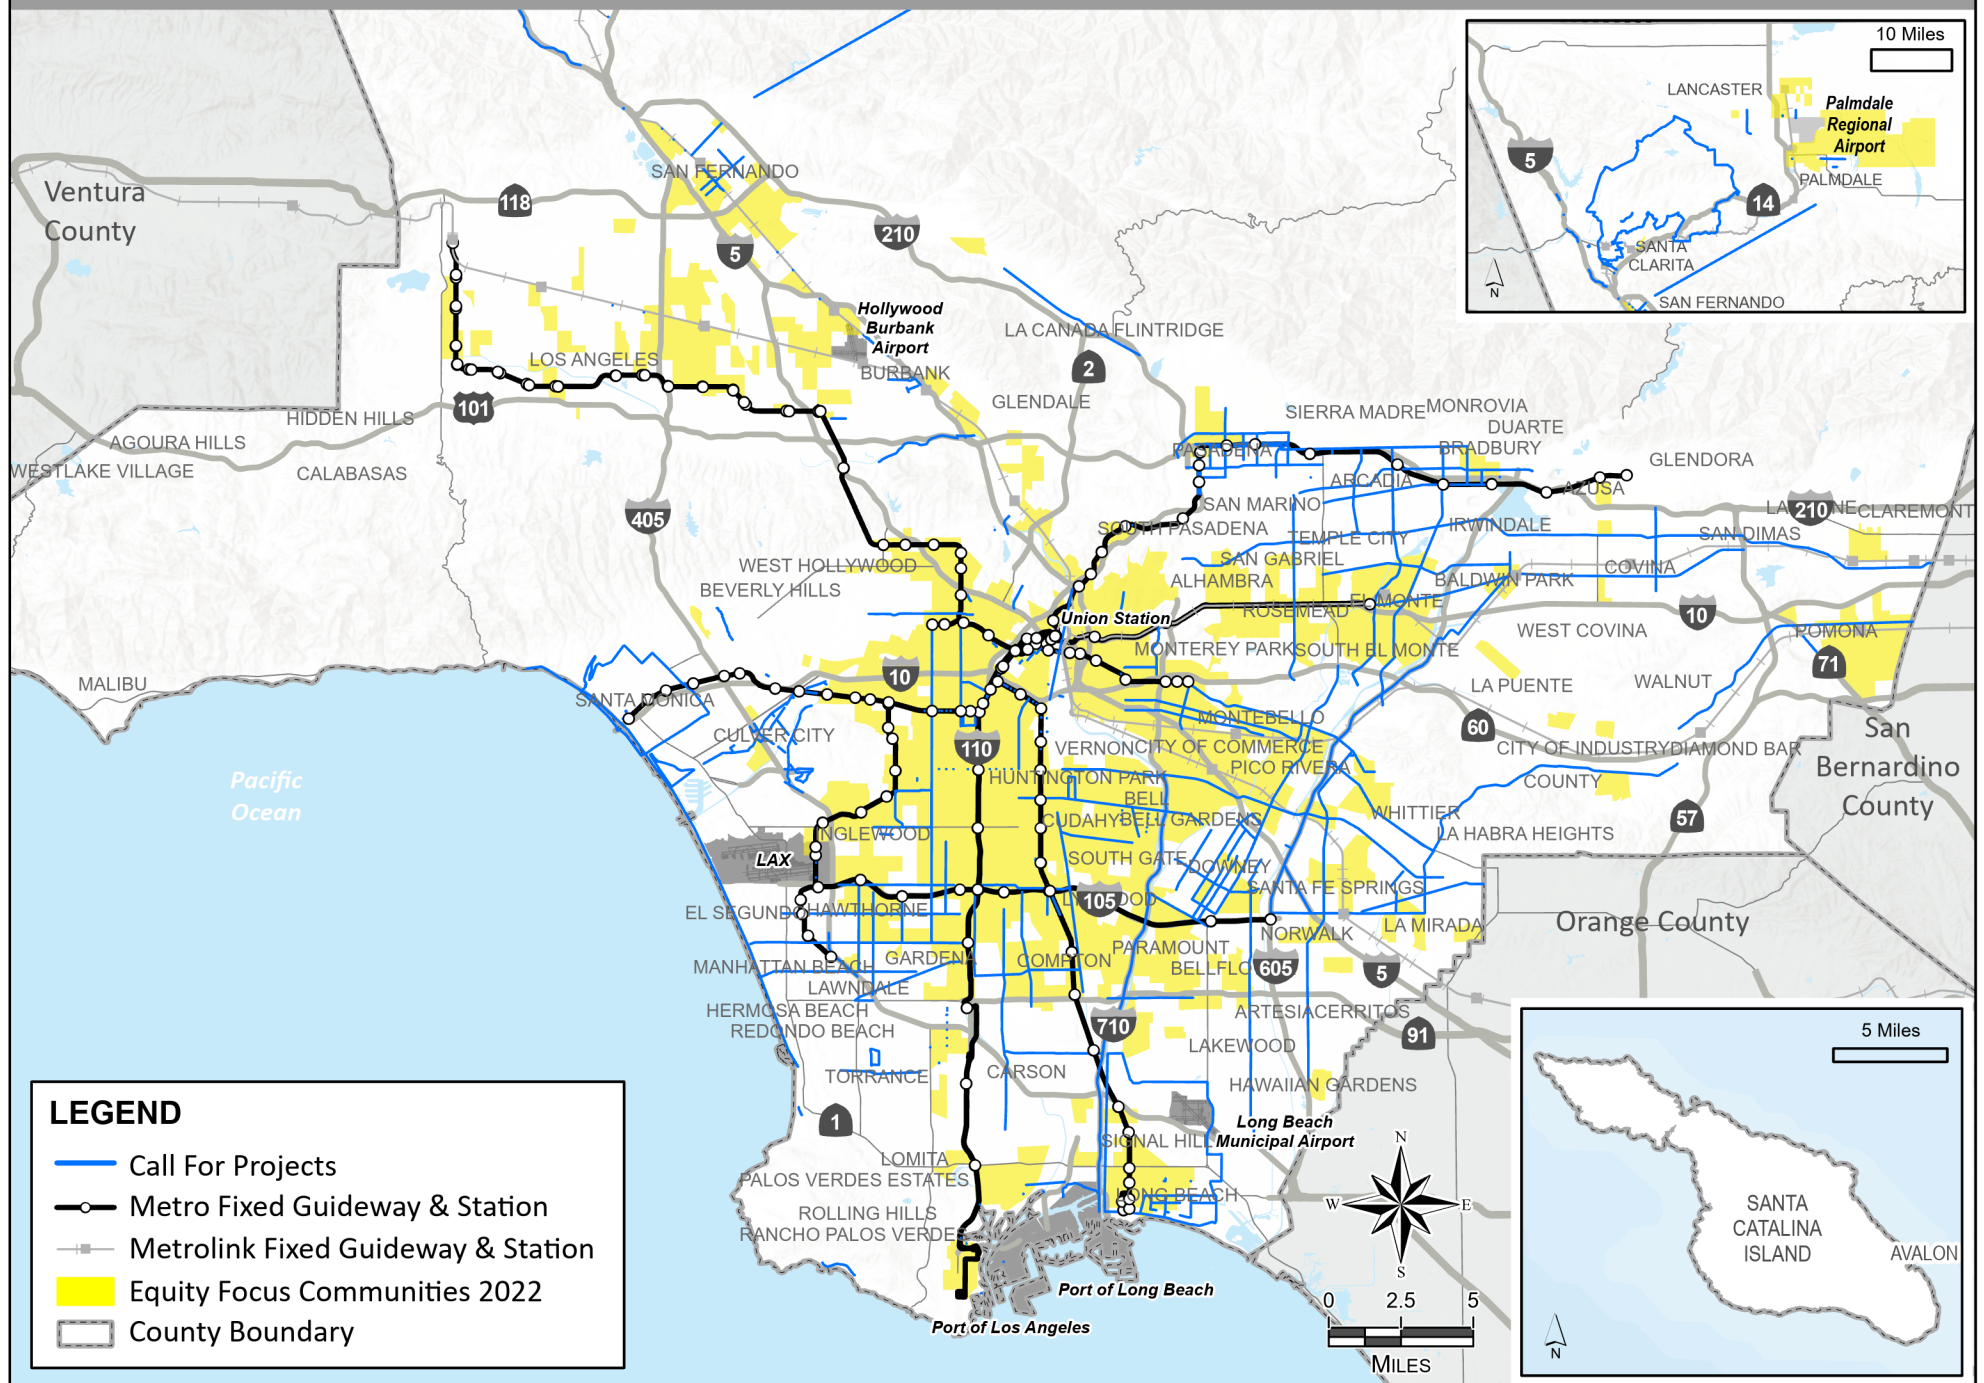 10 Miles
LANCASTER
Palmdale
Regional
Airport
5
PALMDALE
14
SANTA
CLARITA
N
SAN FERNANDO
Ventura
County
SAN FERNANDO
118
210
5
Hollywood
Burbank
Airport
LA CANADA FLINTRIDGE
LOS ANGELES
BURBANK
2
101
HIDDEN HILLS
GLENDALE
SIERRA MADRE
MONROVIA
DUARTE
BRADBURY
AGOURA HILLS
WESTLAKE VILLAGE
CALABASAS
PASADENA
GLENDORA
ARCADIA
AZUSA
405
SAN MARINO
210
CLAREMONT
SOUTH PASADENA
IRWINDALE
SAN DIMAS
TEMPLE CITY
WEST HOLLYWOOD
SAN GABRIEL
COVINA
BEVERLY HILLS
ALHAMBRA
BALDWIN PARK
EL MONTE
ROSEMEAD
10
Union Station
WEST COVINA
POMONA
MONTEREY PARK
SOUTH EL MONTE
71
MALIBU
10
LA PUENTE
WALNUT
SANTA MONICA
MONTEBELLO
60
San
Bernardino
County
CULVER CITY
110
VERNON
CITY OF COMMERCE
CITY OF INDUSTRY
DIAMOND BAR
PICO RIVERA
HUNTINGTON PARK
COUNTY
Pacific
Ocean
BELL
WHITTIER
CUDAHY
BELL GARDENS
57
INGLEWOOD
LA HABRA HEIGHTS
LAX
SOUTH GATE
DOWNEY
SANTA FE SPRINGS
105
EL SEGUNDO
HAWTHORNE
Orange County
NORWALK
LA MIRADA
PARAMOUNT
GARDENA
COMPTON
MANHATTAN BEACH
605
5
LAWNDALE
HERMOSA BEACH
ARTESIA
CERRITOS
REDONDO BEACH
710
91
LAKEWOOD
TORRANCE
CARSON
HAWAIIAN GARDENS
1
Long Beach
Municipal Airport
SIGNAL HILL
LOMITA
PALOS VERDES ESTATES
LONG BEACH
ROLLING HILLS
RANCHO PALOS VERDES
Port of Long Beach
Port of Los Angeles
LEGEND
Call For Projects
Metro Fixed Guideway & Station
Metrolink Fixed Guideway & Station
Equity Focus Communities 2022
County Boundary
N
W
E
S
0 2.5 5
MILES
5 Miles
SANTA
CATALINA
ISLAND
AVALON
N